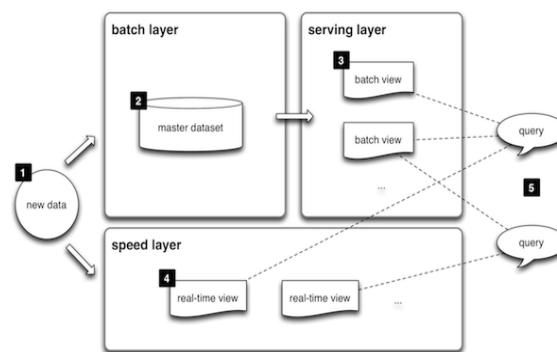 batch layer
serving layer
3
batch view
2
master dataset
query
batch view
1
...
5
new data
speed layer
query
4
real-time view
real-time view
...